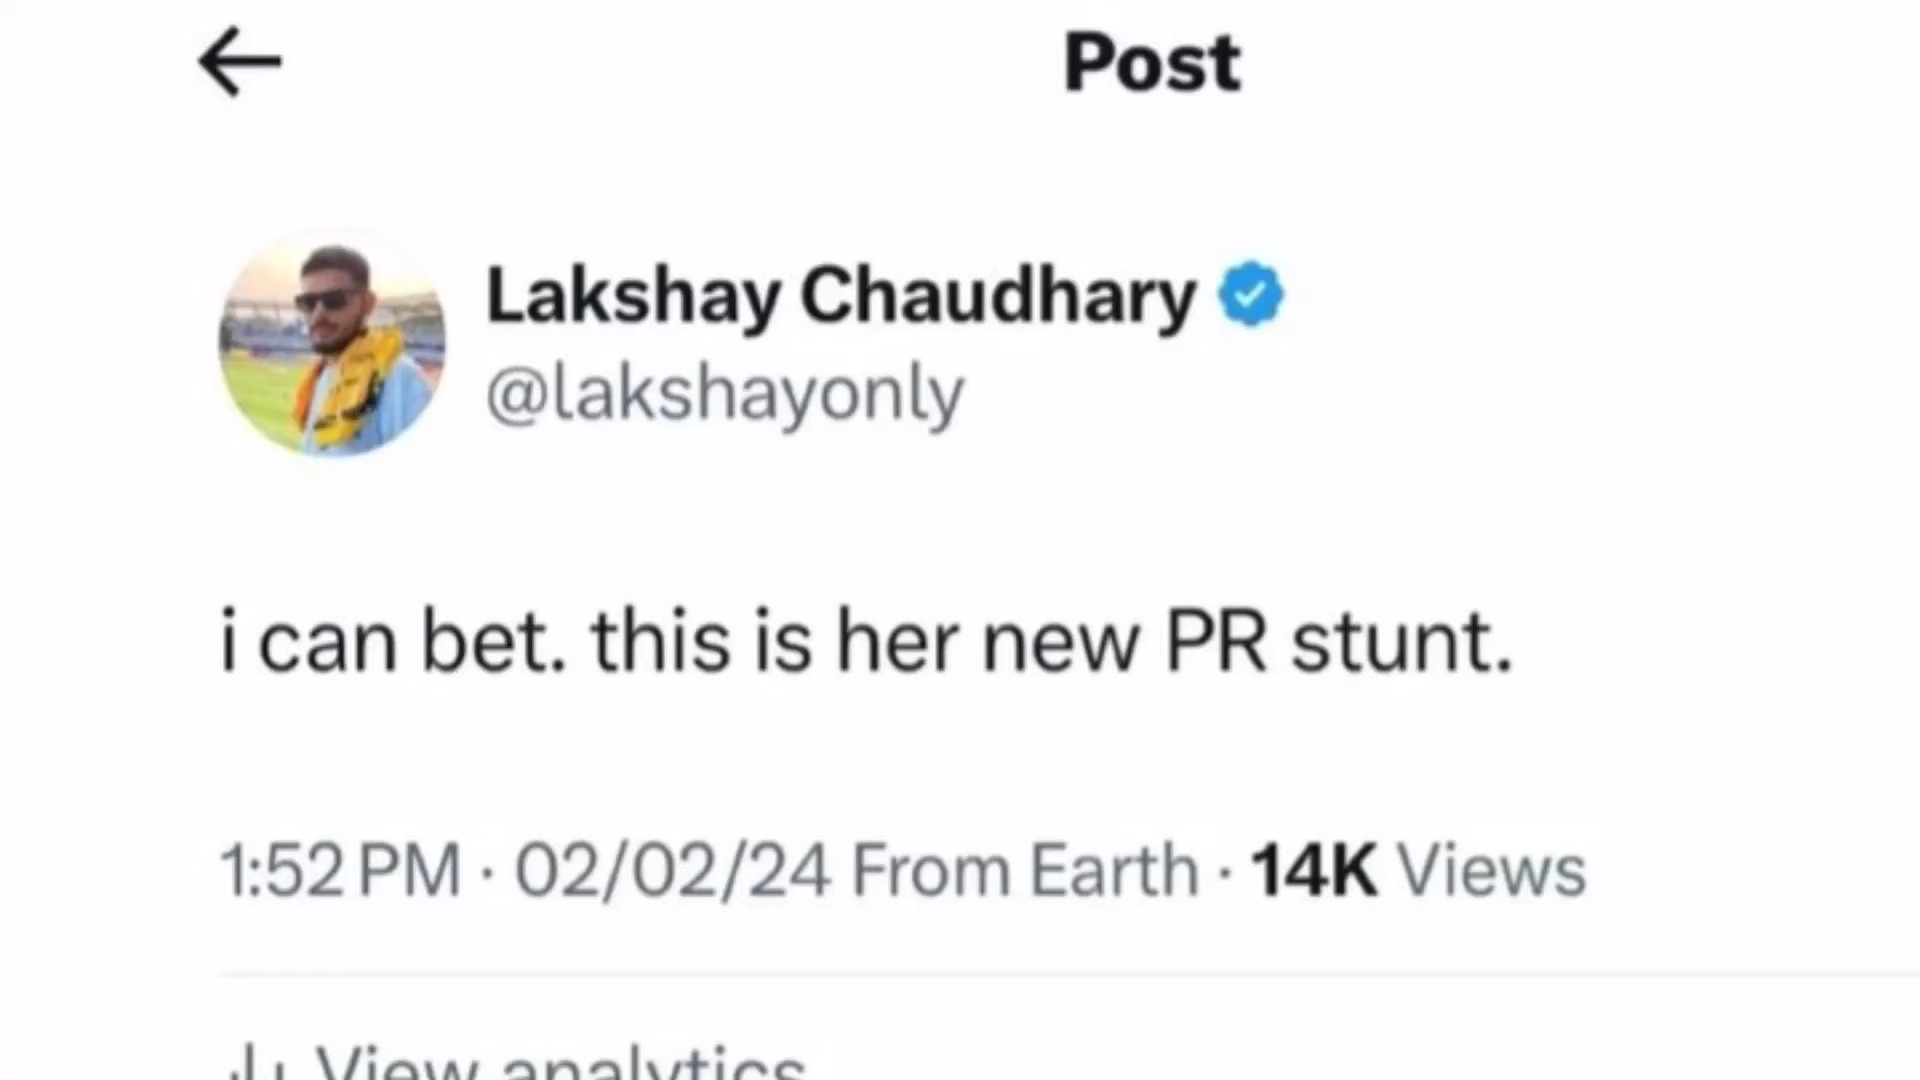 Post
Lakshay Chaudhary
@lakshayonly
i can bet. this is her new PR stunt.
1:52 PM · 02/02/24 From Earth · 14K Views
View analytics